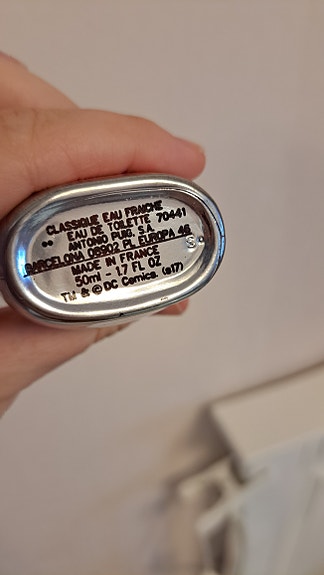 CLASSIQUE EAU FRAICHE
EAU DE TOILETTE 70441
ANTONIO PUIG, S.A.
BARCELONA 08902 PL. EUROPA 46
MADE IN FRANCE
50ml - 1.7 FL OZ
TM & © DC Comics. (s17)